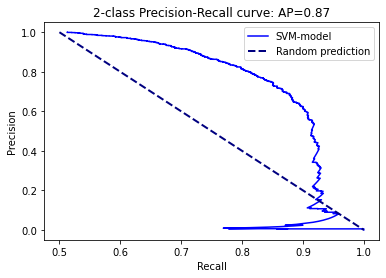 2-class Precision-Recall curve: AP=0.87
SVM-model
Random prediction
Precision
1.0
0.8
0.6
0.4
0.2
0.0
0.5
0.6
0.7
0.8
0.9
1.0
Recall